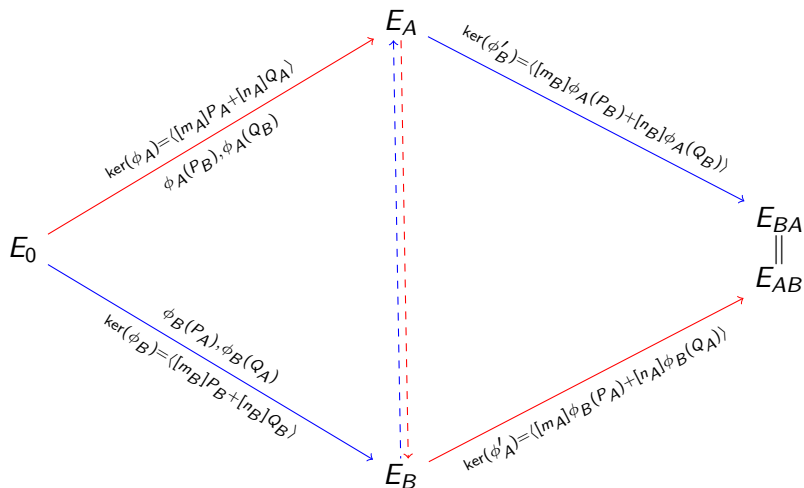 E_A
ker(ϕ_A)=⟨[m_A]P_A+[n_A]Q_A⟩
ϕ_A(P_B),ϕ_A(Q_B)
ker(ϕ′_B)=⟨[m_B]ϕ_A(P_B)+[n_B]ϕ_A(Q_B)⟩
E_0
E_BA
E_AB
ϕ_B(P_A),ϕ_B(Q_A)
ker(ϕ_B)=⟨[m_B]P_B+[n_B]Q_B⟩
ker(ϕ′_A)=⟨[m_A]ϕ_B(P_A)+[n_A]ϕ_B(Q_A)⟩
E_B